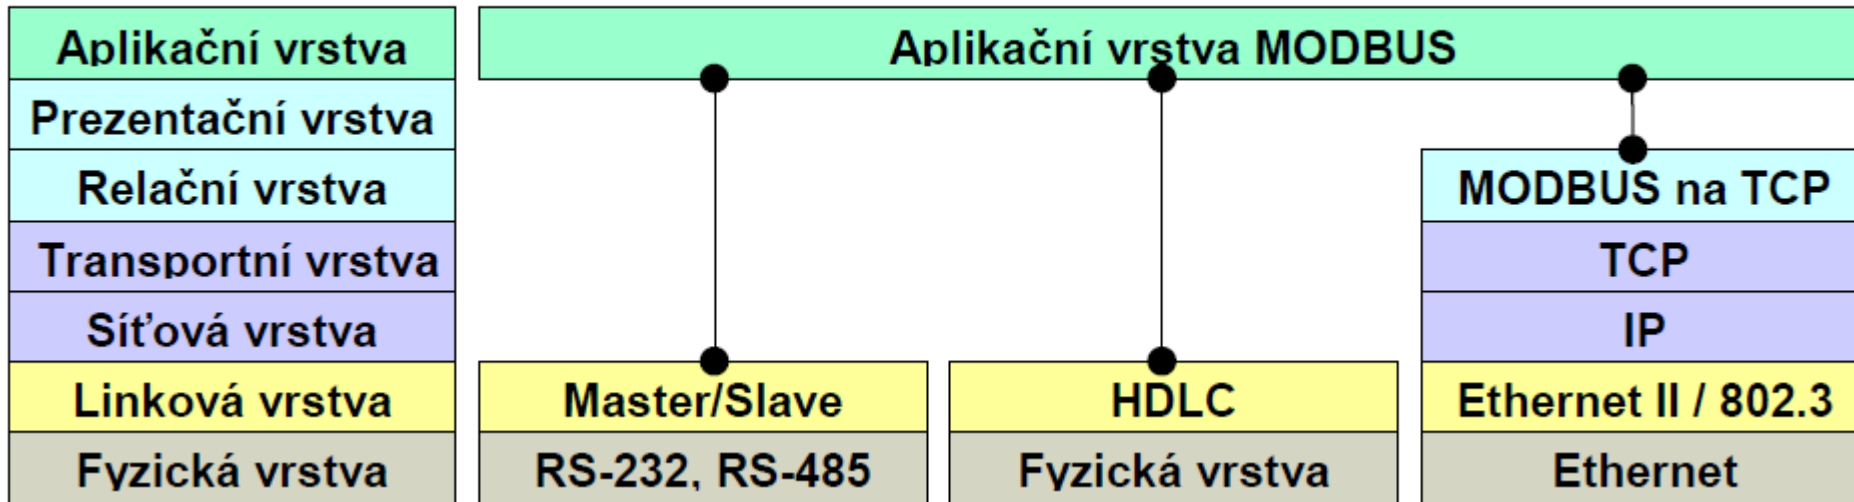 Aplikační vrstva
Aplikační vrstva MODBUS
Prezentační vrstva
Relační vrstva
MODBUS na TCP
Transportní vrstva
TCP
Síťová vrstva
IP
Linková vrstva
Master/Slave
HDLC
Ethernet II / 802.3
Fyzická vrstva
RS-232, RS-485
Fyzická vrstva
Ethernet